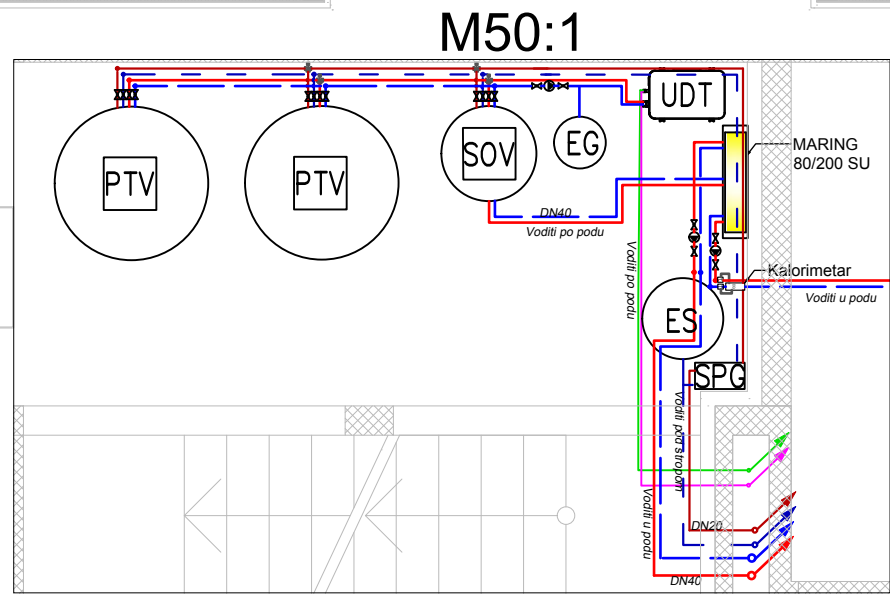 M50:1
UDT
PTV
PTV
SOV
EG
MARING
80/200 SU
DN40
Voditi po podu
Voditi po podu
Kalorimetar
Voditi u podu
ES
SPG
Voditi pod stropom
Voditi u podu
DN20
DN40